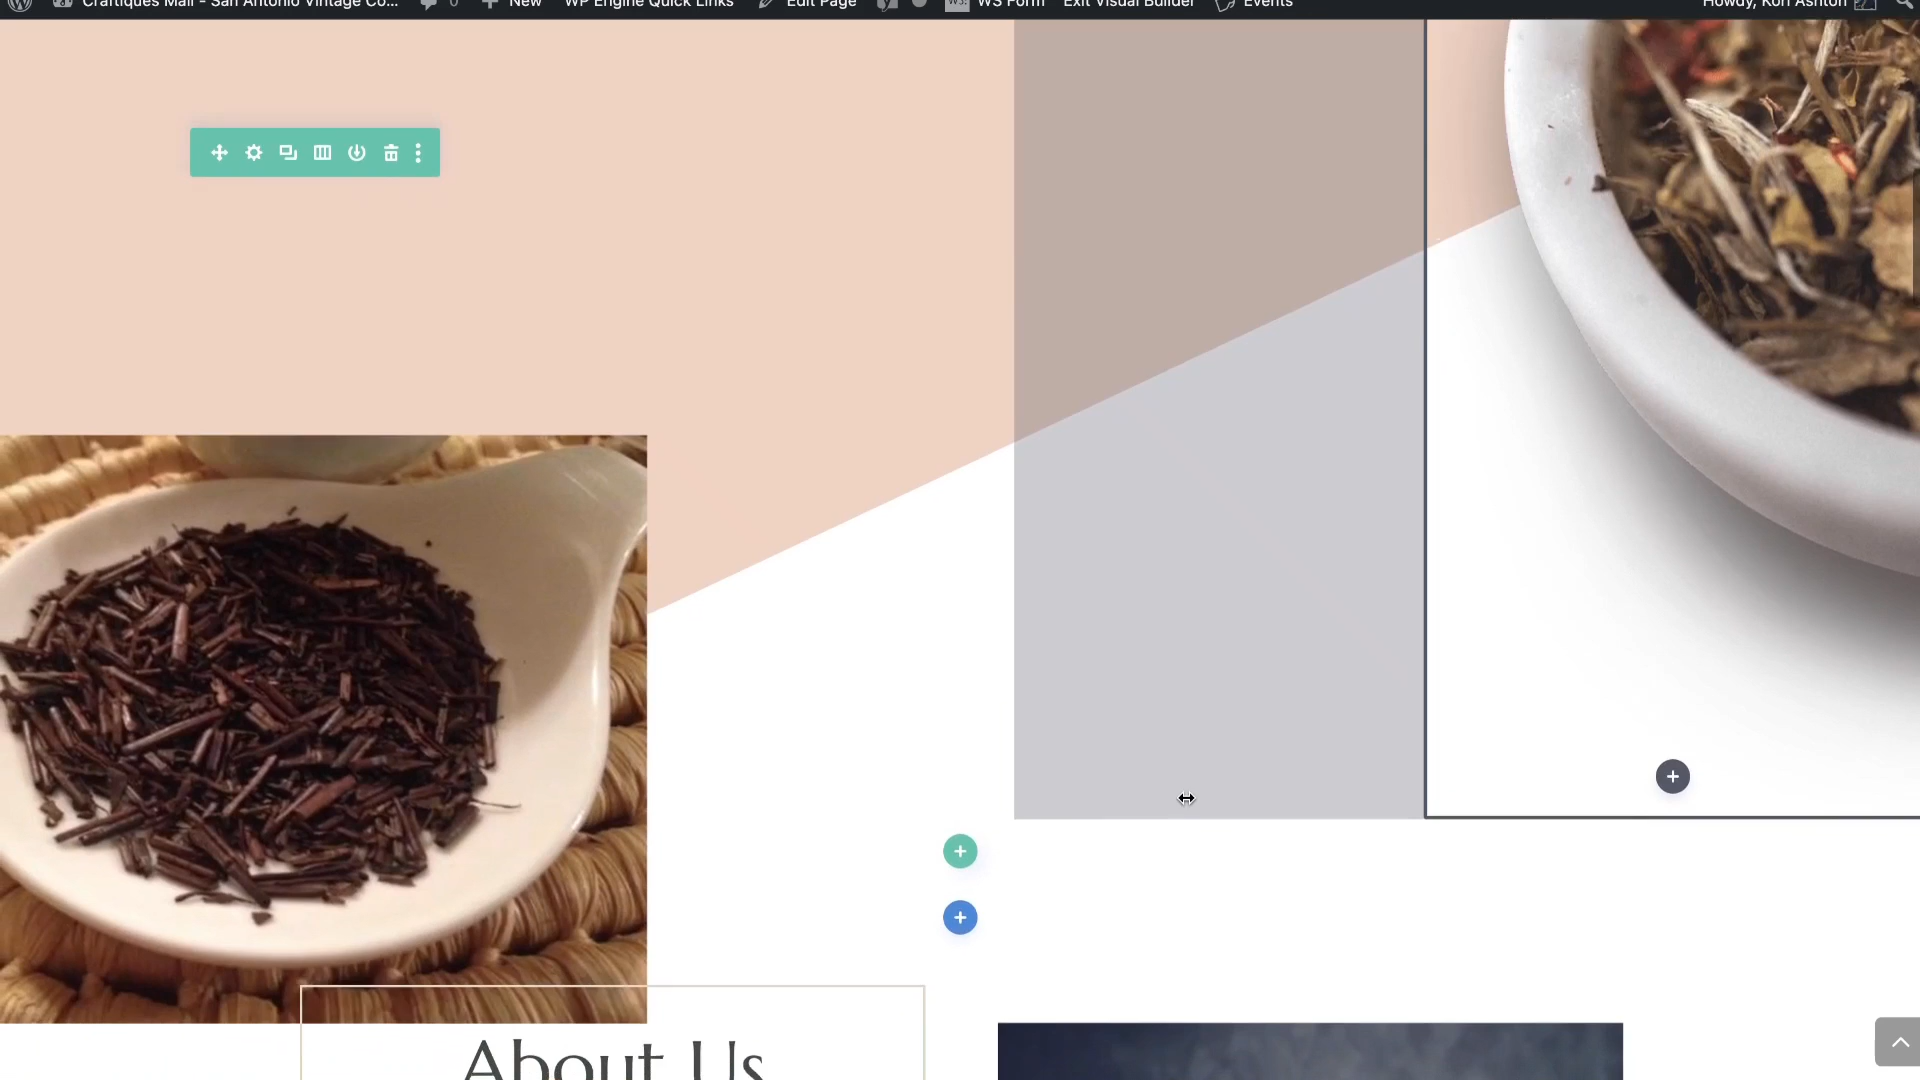 Craftiques Mall - San Antonio Vintage Co...
0
New
WP Engine Quick Links
Edit Page
WS Form
Exit Visual Builder
Events
Howdy, Kori Ashton
About Us